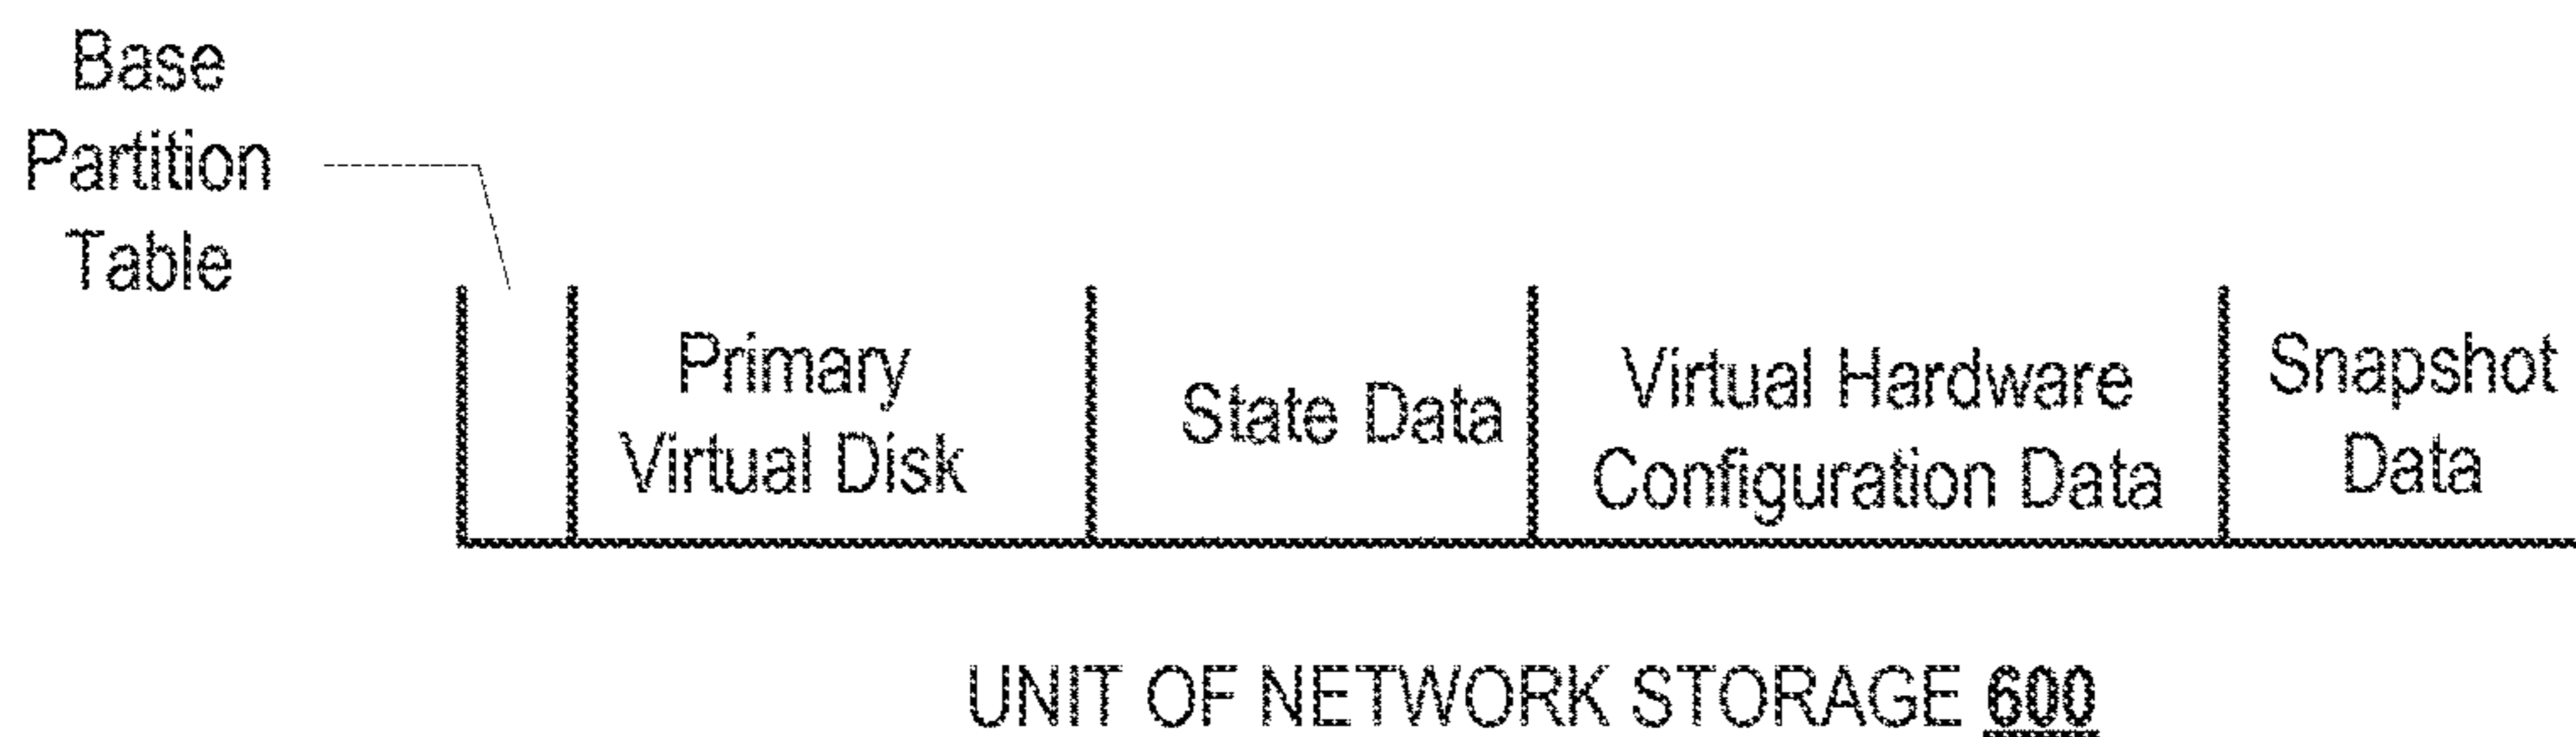 Base
Partition
Table
Primary
Virtual Disk
State Data
Virtual Hardware
Configuration Data
Snapshot
Data
UNIT OF NETWORK STORAGE 600